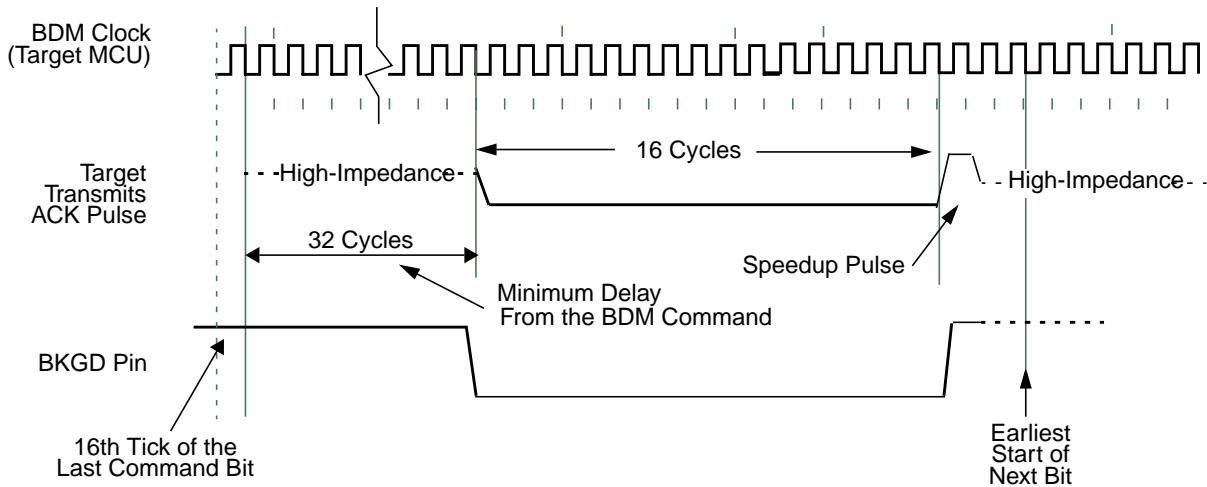 BDM Clock
(Target MCU)
16 Cycles
Target
Transmits
ACK Pulse
High-Impedance
High-Impedance
32 Cycles
Speedup Pulse
Minimum Delay
From the BDM Command
BKGD Pin
16th Tick of the
Last Command Bit
Earliest
Start of
Next Bit